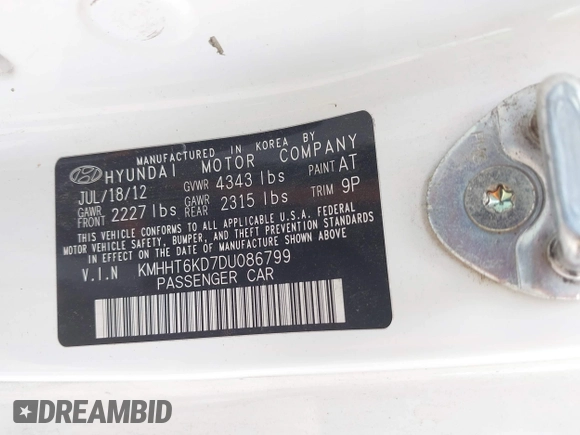 MANUFACTURED IN KOREA BY
HYUNDAI MOTOR COMPANY
JUL/18/12 GVWR 4343 lbs PAINT AT
GAWR FRONT 2227 lbs GAWR REAR 2315 lbs TRIM 9P
THIS VEHICLE CONFORMS TO ALL APPLICABLE U.S.A. FEDERAL
MOTOR VEHICLE SAFETY, BUMPER, AND THEFT PREVENTION STANDARDS
IN EFFECT ON THE DATE OF MANUFACTURE SHOWN ABOVE.
V.I.N KMHHT6KD7DU086799
PASSENGER CAR
DREAMBID